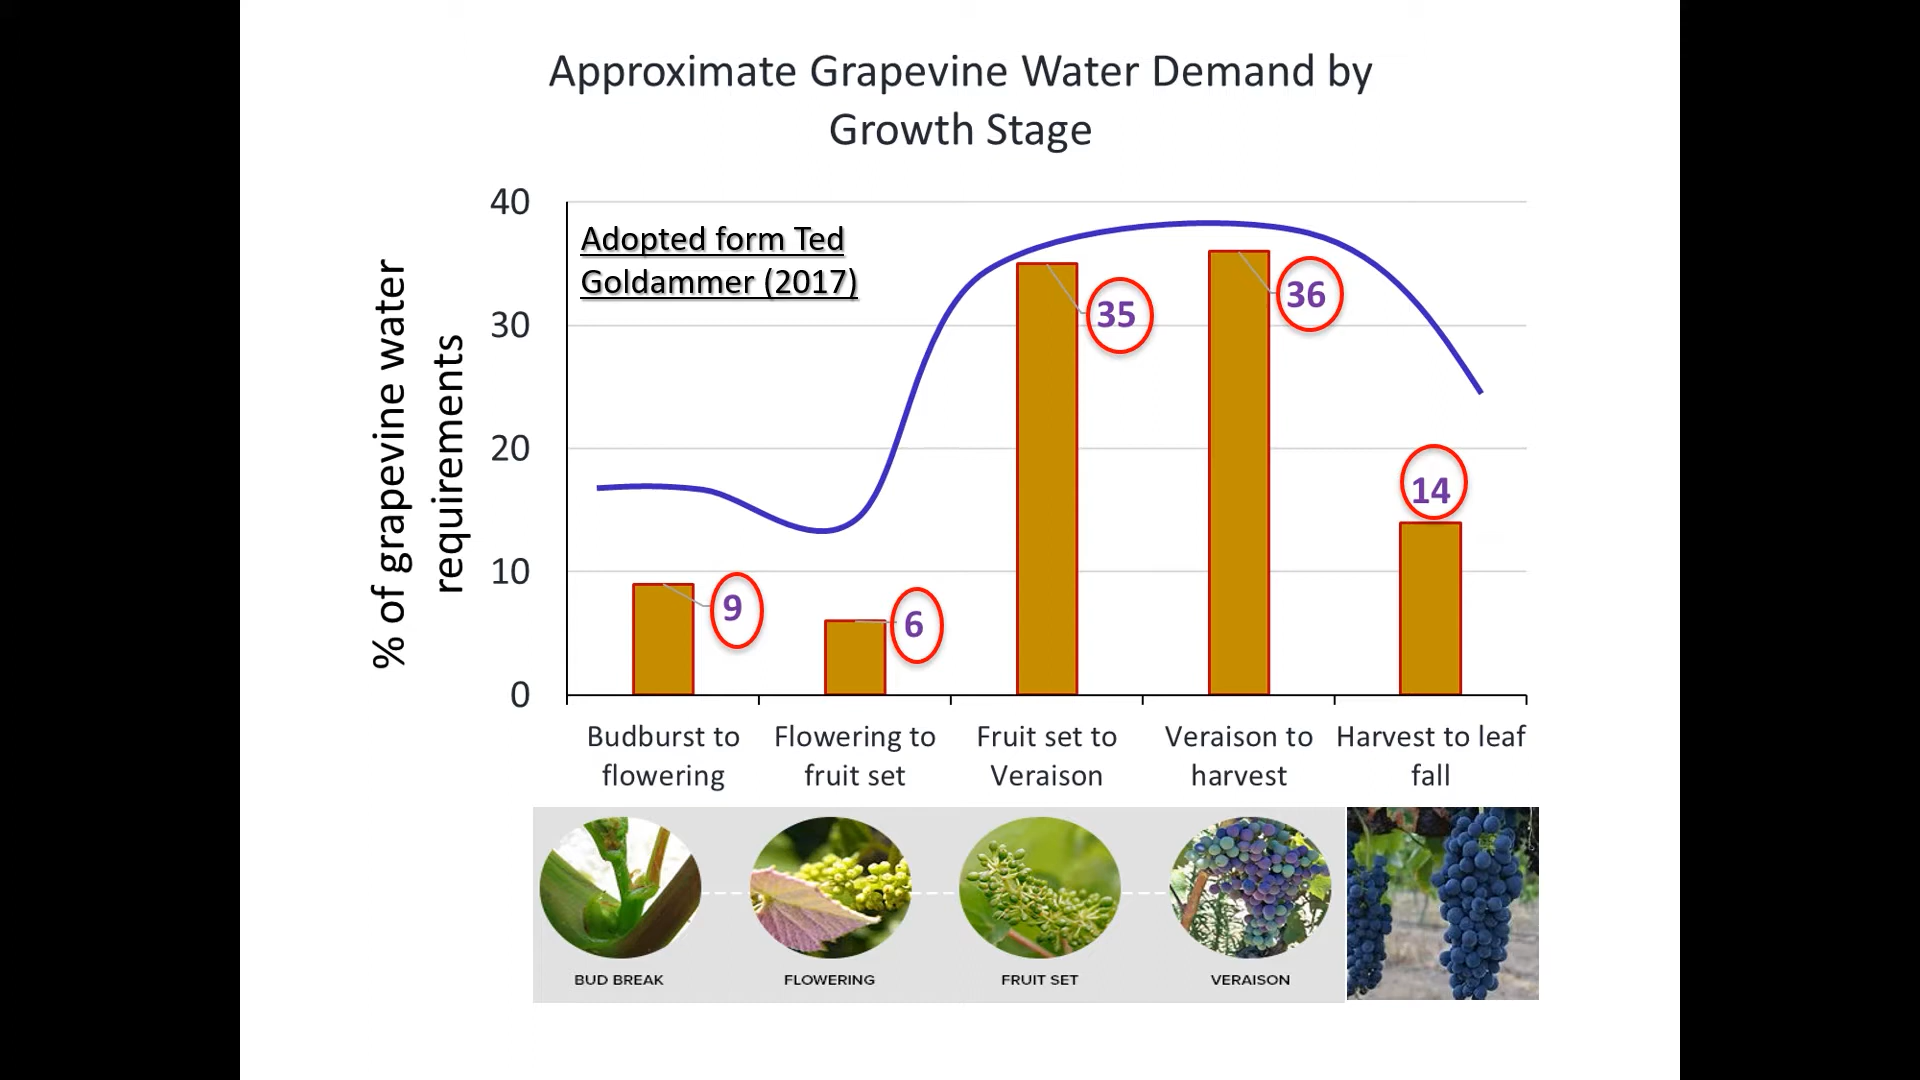 Approximate Grapevine Water Demand by
Growth Stage
% of grapevine water
requirements
40
30
20
10
0
Adopted form Ted
Goldammer (2017)
9
6
35
36
14
Budburst to
flowering
Flowering to
fruit set
Fruit set to
Veraison
Veraison to
harvest
Harvest to leaf
fall
BUD BREAK
FLOWERING
FRUIT SET
VERAISON